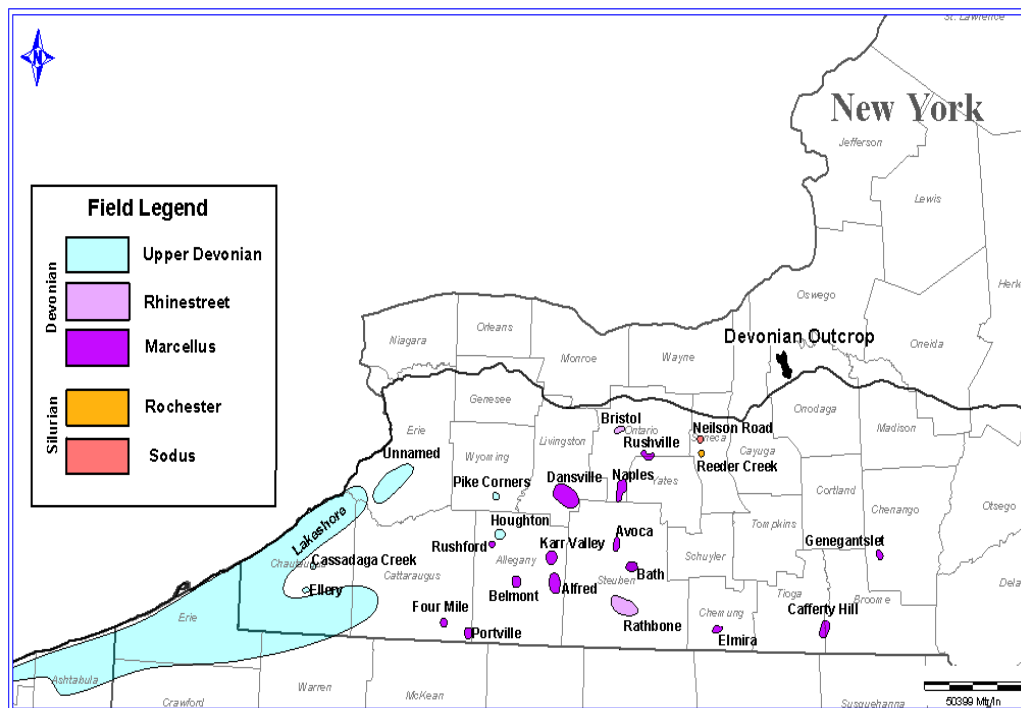 St. Lawrence
N
New York
Jefferson
Lewis
Field Legend
Devonian
Upper Devonian
Rhinestreet
Marcellus
Silurian
Rochester
Sodus
Oswego
Niagara
Orleans
Monroe
Wayne
Oneida
Devonian Outcrop
Genesee
Onodaga
Madison
Erie
Livingston
Bristol
Ontario
Neilson Road
Seneca
Rushville
Cayuga
Unnamed
Wyoming
Reeder Creek
Dansville
Naples
Yates
Pike Corners
Cortland
Chenango
Otsego
Lakeshore
Houghton
Avoca
Tompkins
Genegantslet
Rushford
Karr Valley
Cassadaga Creek
Allegany
Schuyler
Cattaraugus
Bath
Ellery
Belmont
Alfred
Steuben
Tioga
Broome
Four Mile
Chemung
Cafferty Hill
Erie
Portville
Rathbone
Elmira
Ashtabula
Warren
McKean
Crawford
Susquehanna
50399 Mtr/In